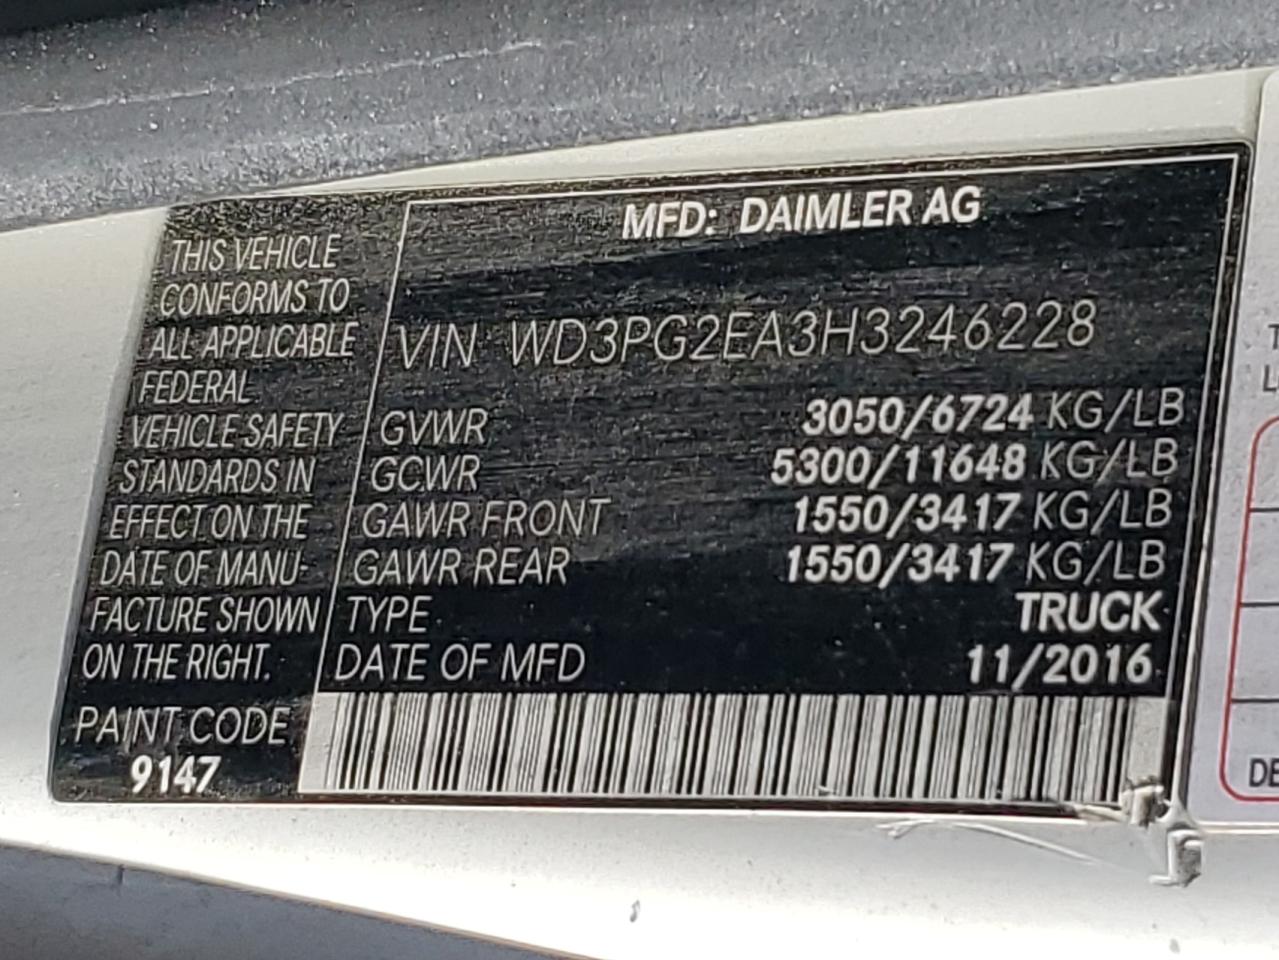 MFD: DAIMLER AG
THIS VEHICLE
CONFORMS TO
ALL APPLICABLE
FEDERAL
VEHICLE SAFETY
STANDARDS IN
EFFECT ON THE
DATE OF MANU-
FACTURE SHOWN
ON THE RIGHT.
PAINT CODE
9147
VIN WD3PG2EA3H3246228
GVWR 3050/6724 KG/LB
GCWR 5300/11648 KG/LB
GAWR FRONT 1550/3417 KG/LB
GAWR REAR 1550/3417 KG/LB
TYPE TRUCK
DATE OF MFD 11/2016